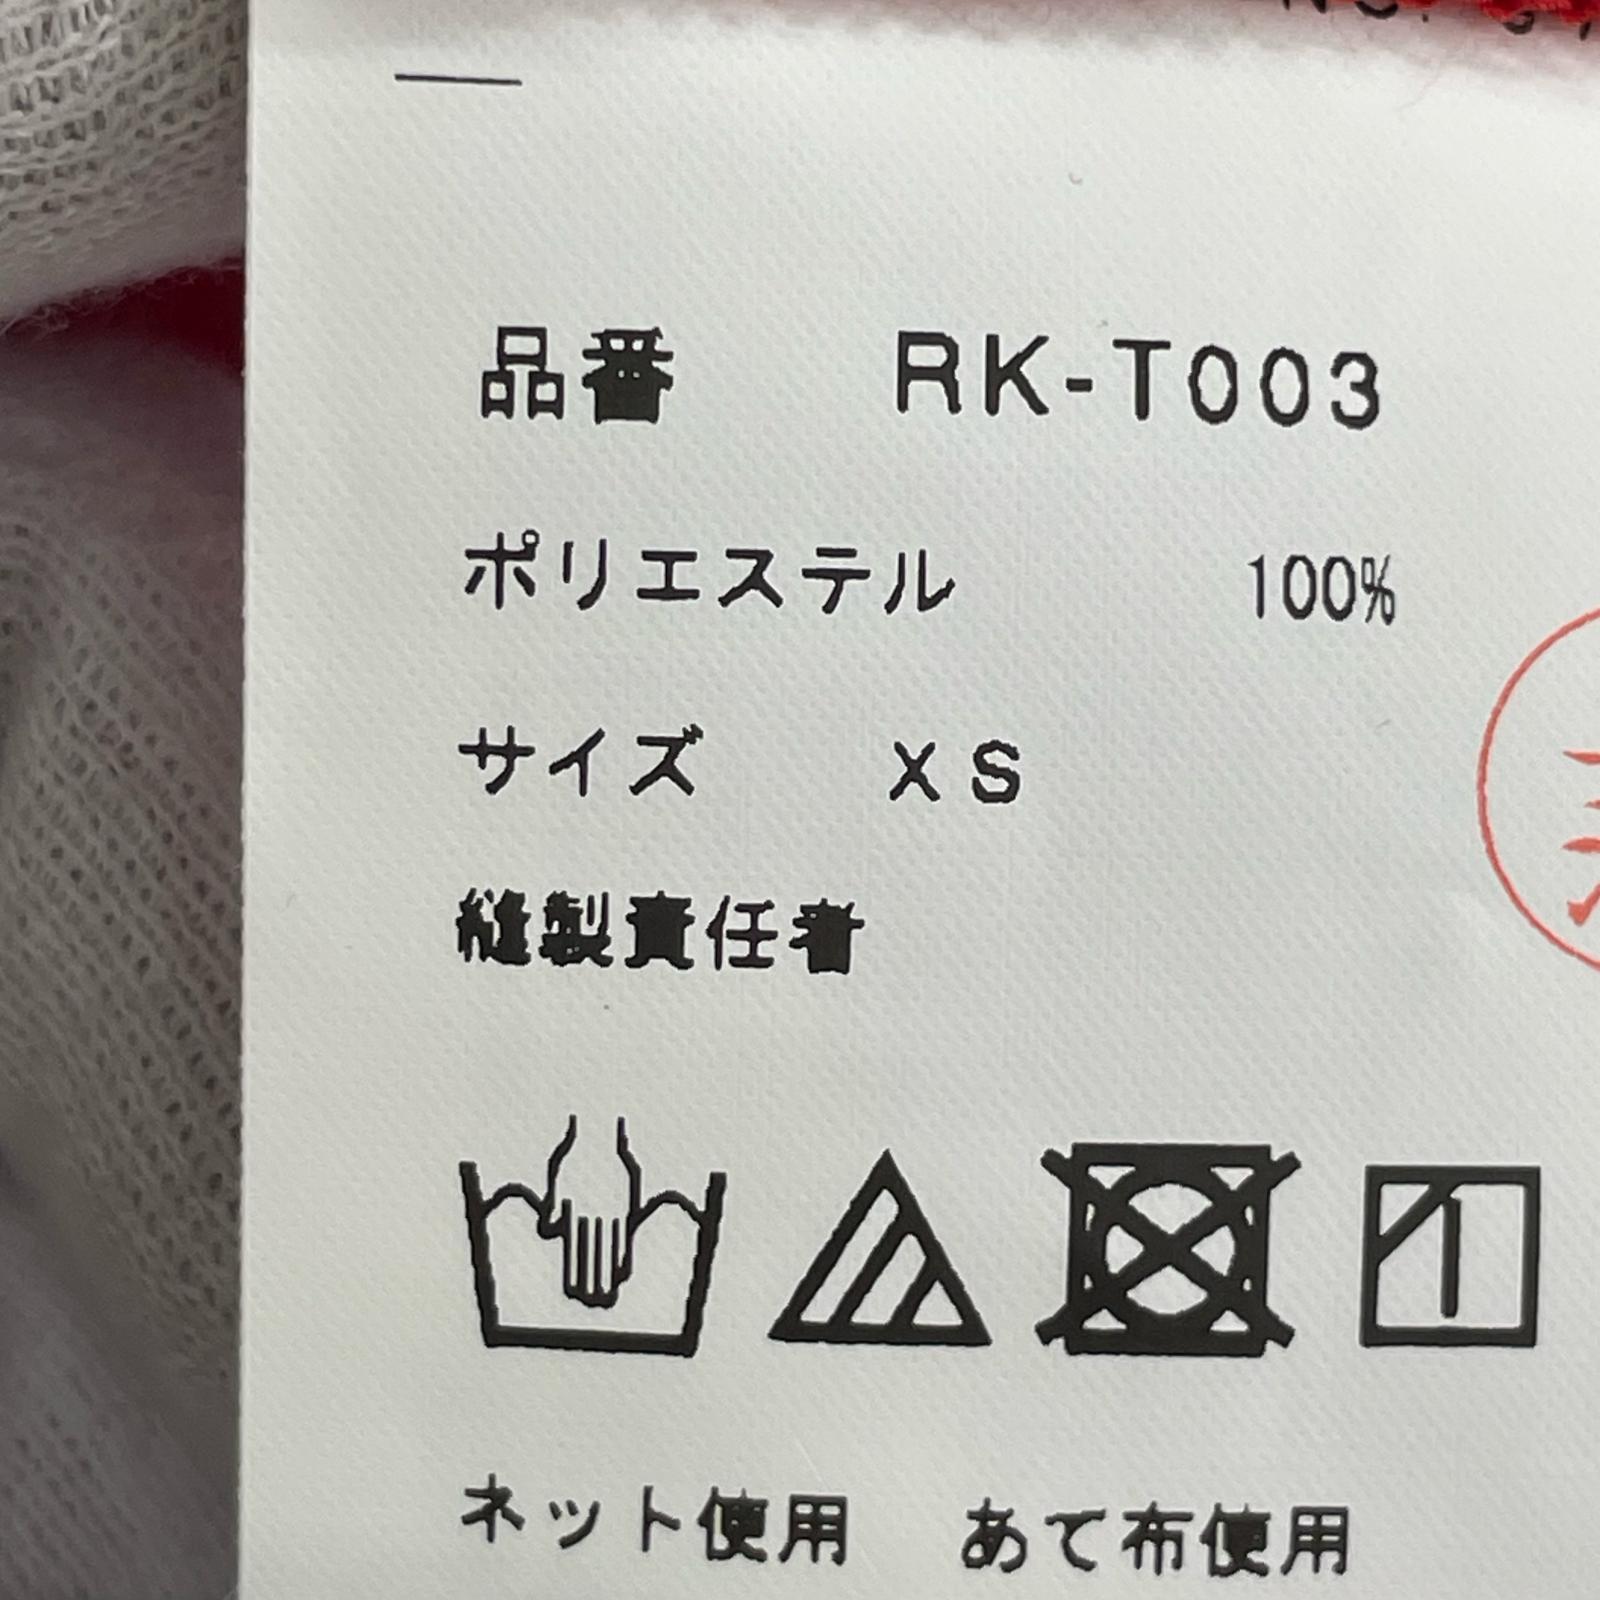 品番 RK-T003
ポリエステル 100%
サイズ XS
縫製責任者
ネット使用 あて布使用